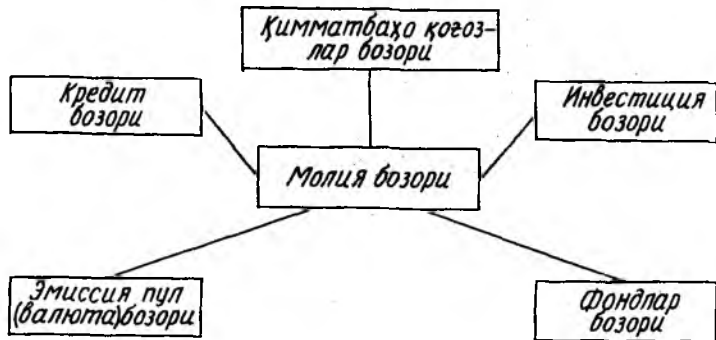 Қимматбаҳо қоғоз-
лар бозори
Кредит
бозори
Инвестиция
бозори
Молия бозори
Эмиссия пул
(валюта)бозори
Фондлар
бозори